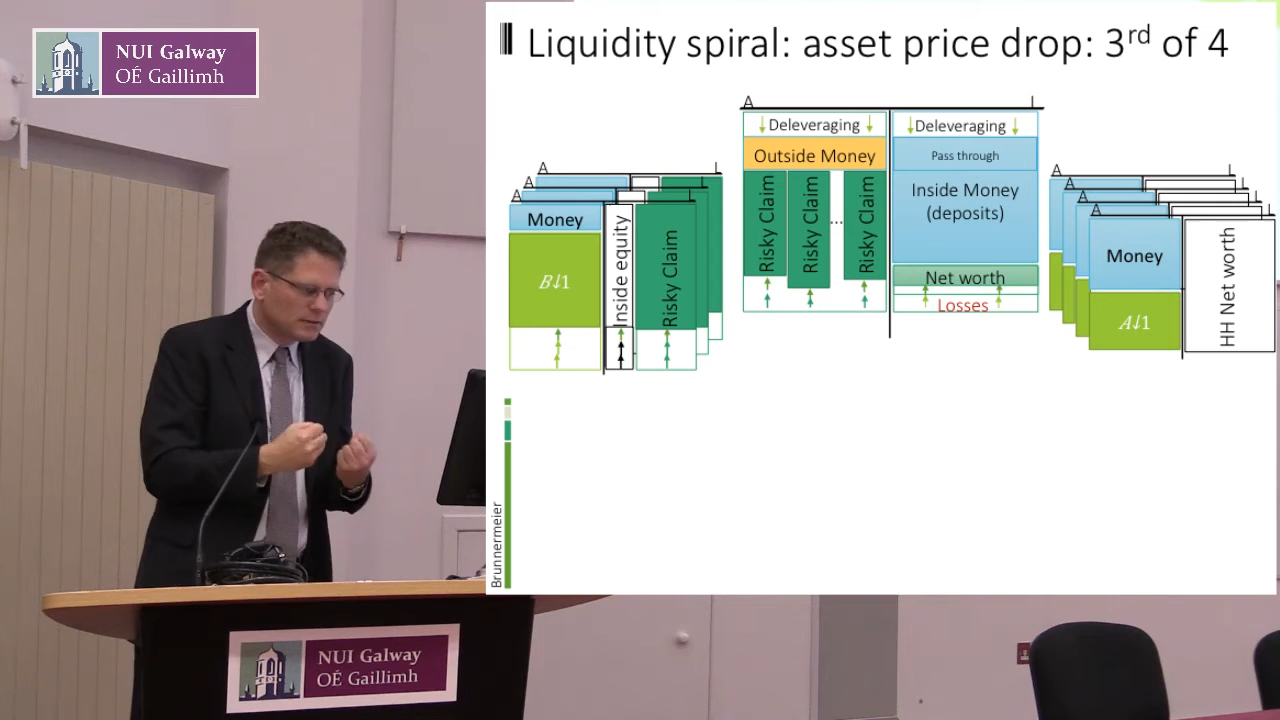 NUI Galway
OÉ Gaillimh
Liquidity spiral: asset price drop: 3rd of 4
A L
Deleveraging
Deleveraging
Outside Money
Pass through
Inside Money
(deposits)
Risky Claim
Risky Claim
...
Risky Claim
Net worth
Losses
A L
A
A
Money
B↓1
Inside equity
Risky Claim
A L
A L
A L
A L
Money
A↓1
HH Net worth
Brunnermeier
NUI Galway
OÉ Gaillimh